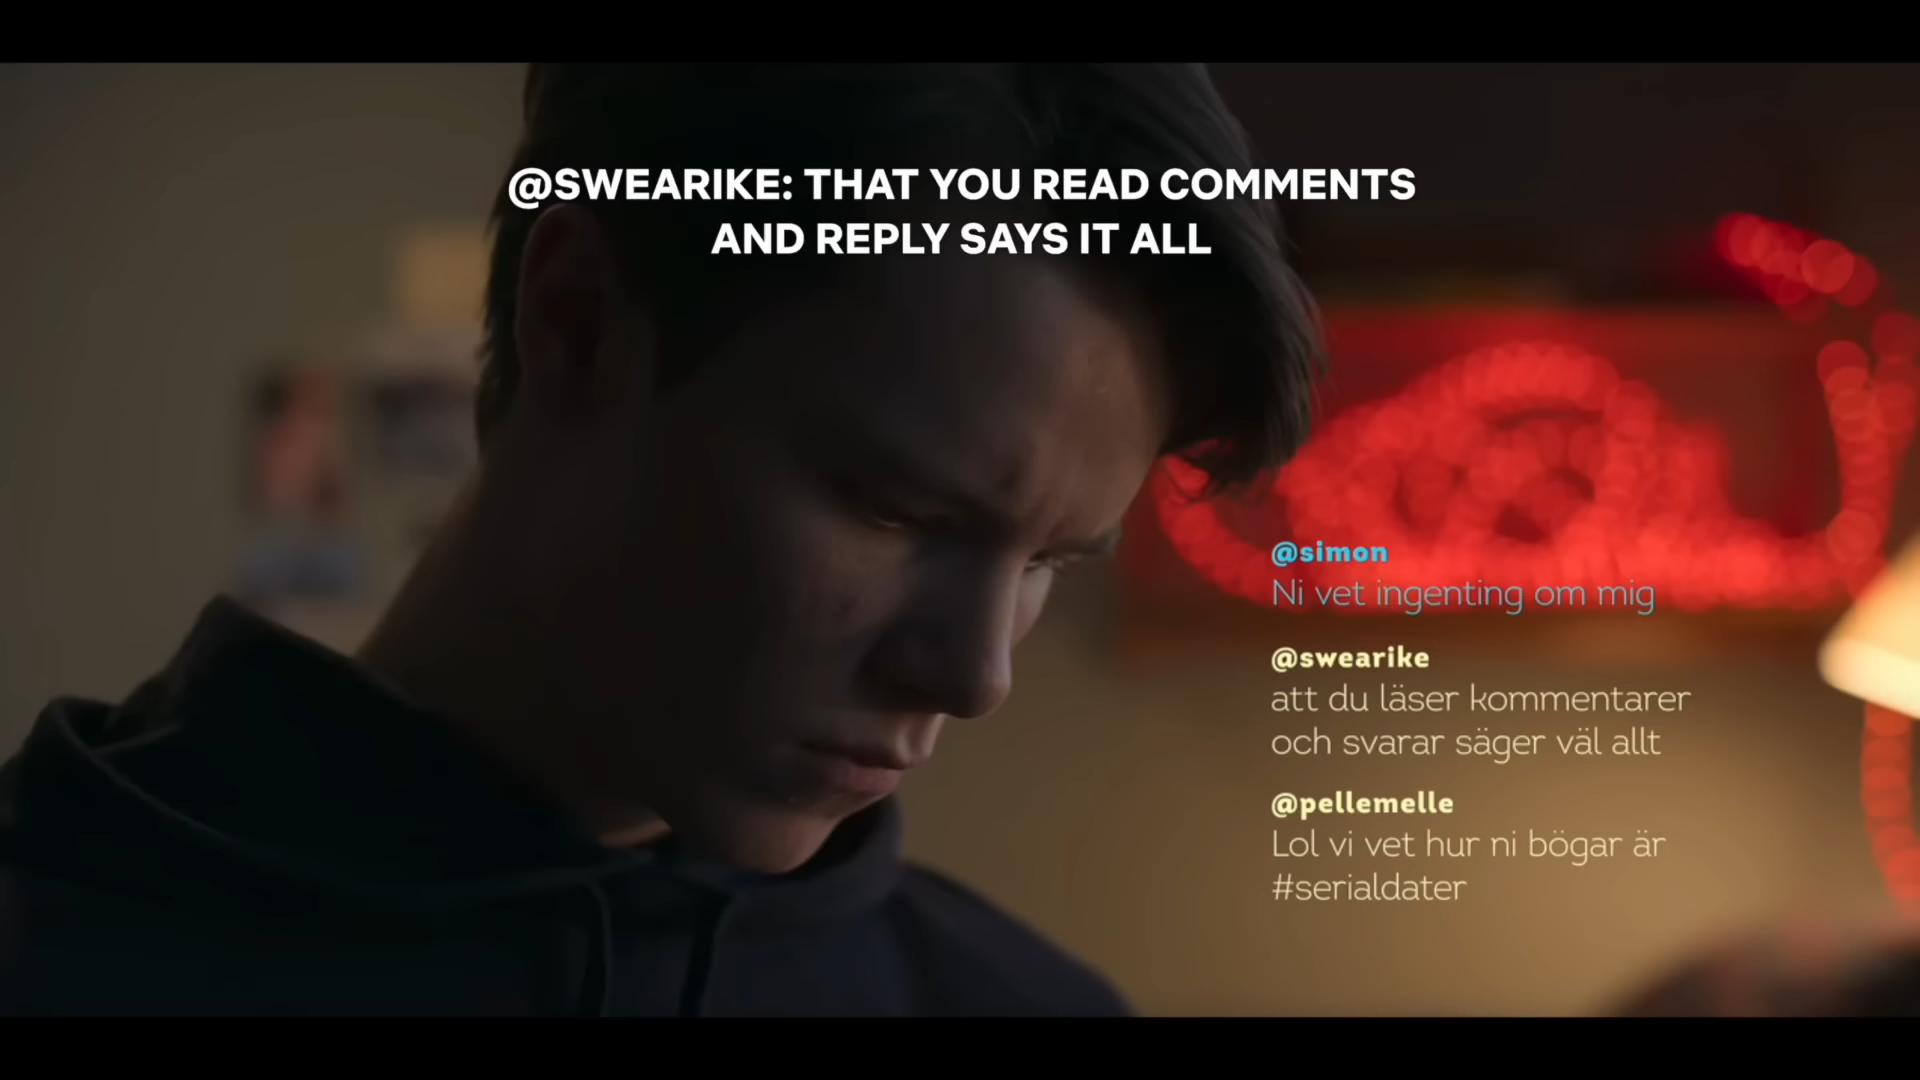 @SWEARIKE: THAT YOU READ COMMENTS
AND REPLY SAYS IT ALL
@simon
Ni vet ingenting om mig
@swearike
att du läser kommentarer
och svarar säger väl allt
@pellemelle
Lol vi vet hur ni bögar är
#serialdater